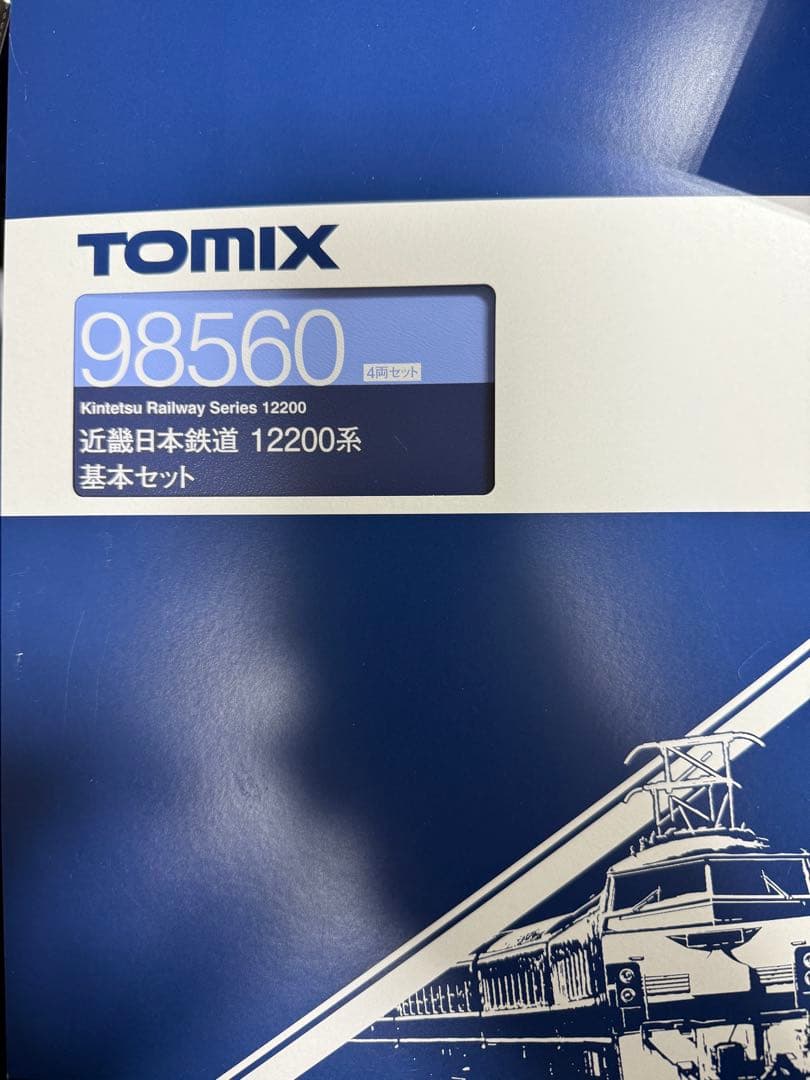 TOMIX
98560 4両セット
Kintetsu Railway Series 12200
近畿日本鉄道 12200系
基本セット